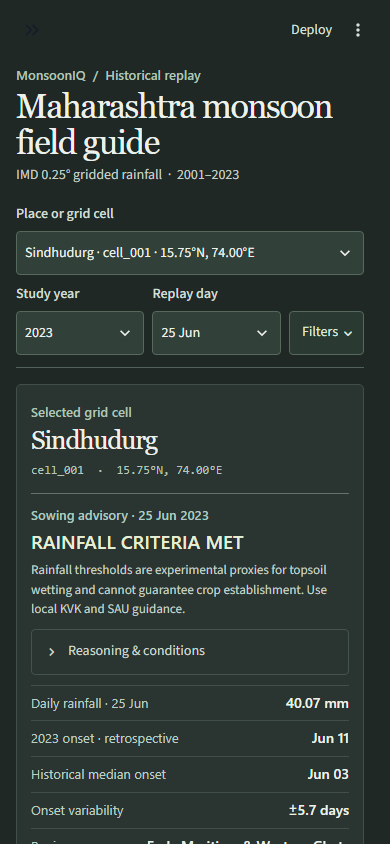 Deploy
MonsoonIQ / Historical replay
Maharashtra monsoon
field guide
IMD 0.25° gridded rainfall · 2001–2023
Place or grid cell
Sindhudurg · cell_001 · 15.75°N, 74.00°E
Study year Replay day
2023 25 Jun Filters
Selected grid cell
Sindhudurg
cell_001 · 15.75°N, 74.00°E
Sowing advisory · 25 Jun 2023
RAINFALL CRITERIA MET
Rainfall thresholds are experimental proxies for topsoil
wetting and cannot guarantee crop establishment. Use
local KVK and SAU guidance.
Reasoning & conditions
Daily rainfall · 25 Jun 40.07 mm
2023 onset · retrospective Jun 11
Historical median onset Jun 03
Onset variability ±5.7 days